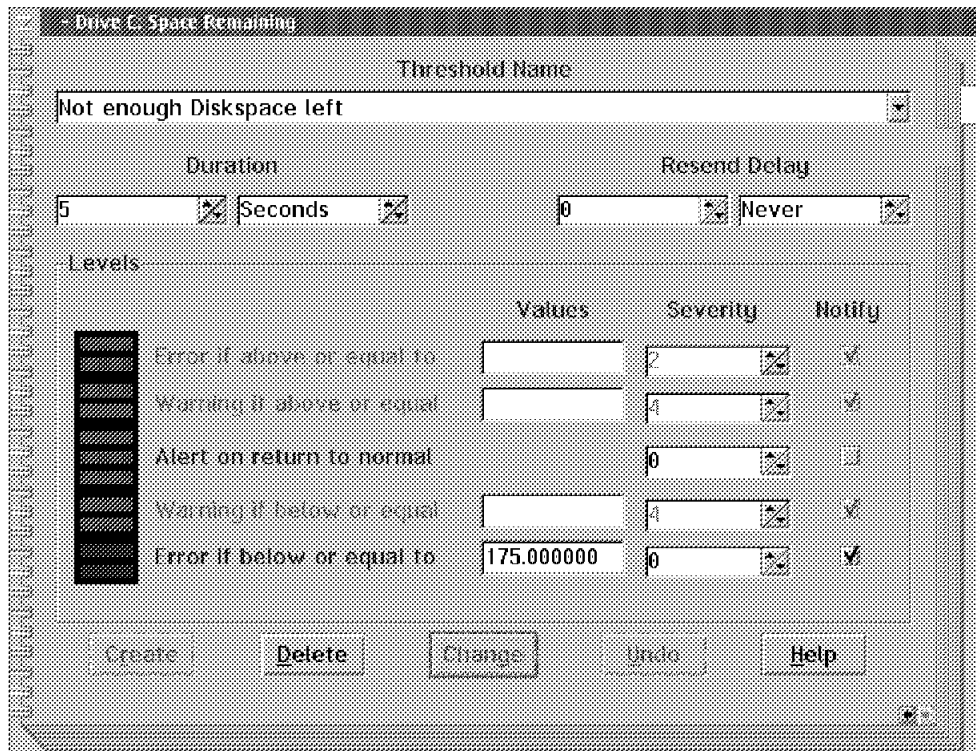 - Drive C: Space Remaining
Threshold Name
Not enough Diskspace left
Duration Resend Delay
5 Seconds 0 Never
Levels
Values Severity Notify
Error if above or equal to 2
Warning if above or equal 4
Alert on return to normal 0
Warning if below or equal 4
Error if below or equal to 175.000000 0
Create Delete Change Undo Help